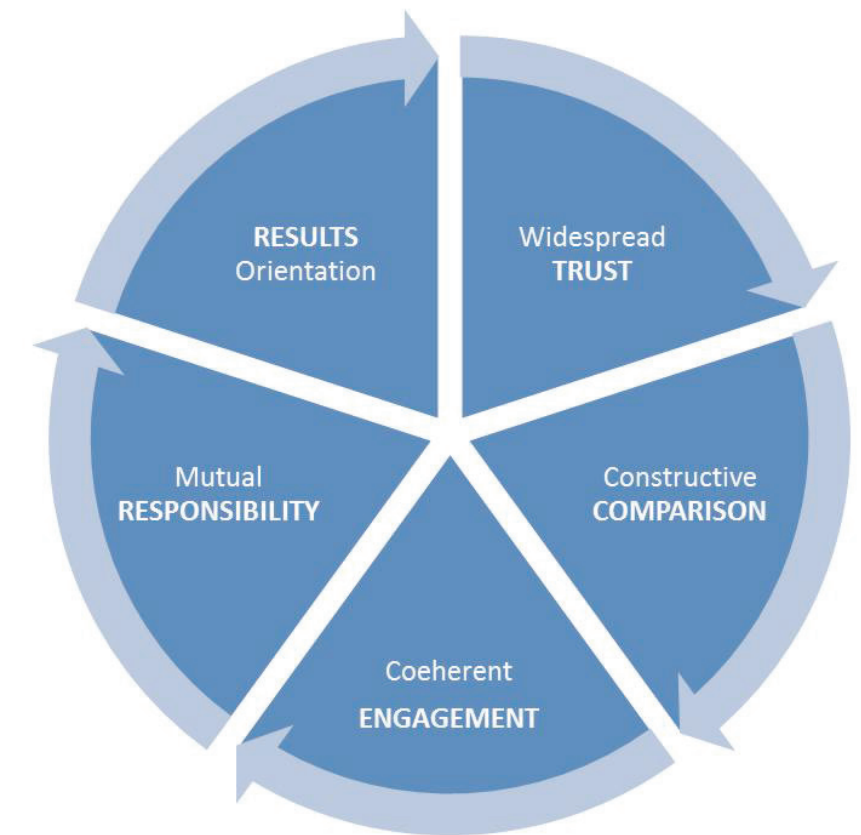 RESULTS
Orientation
Widespread
TRUST
Mutual
RESPONSIBILITY
Constructive
COMPARISON
Coeherent
ENGAGEMENT